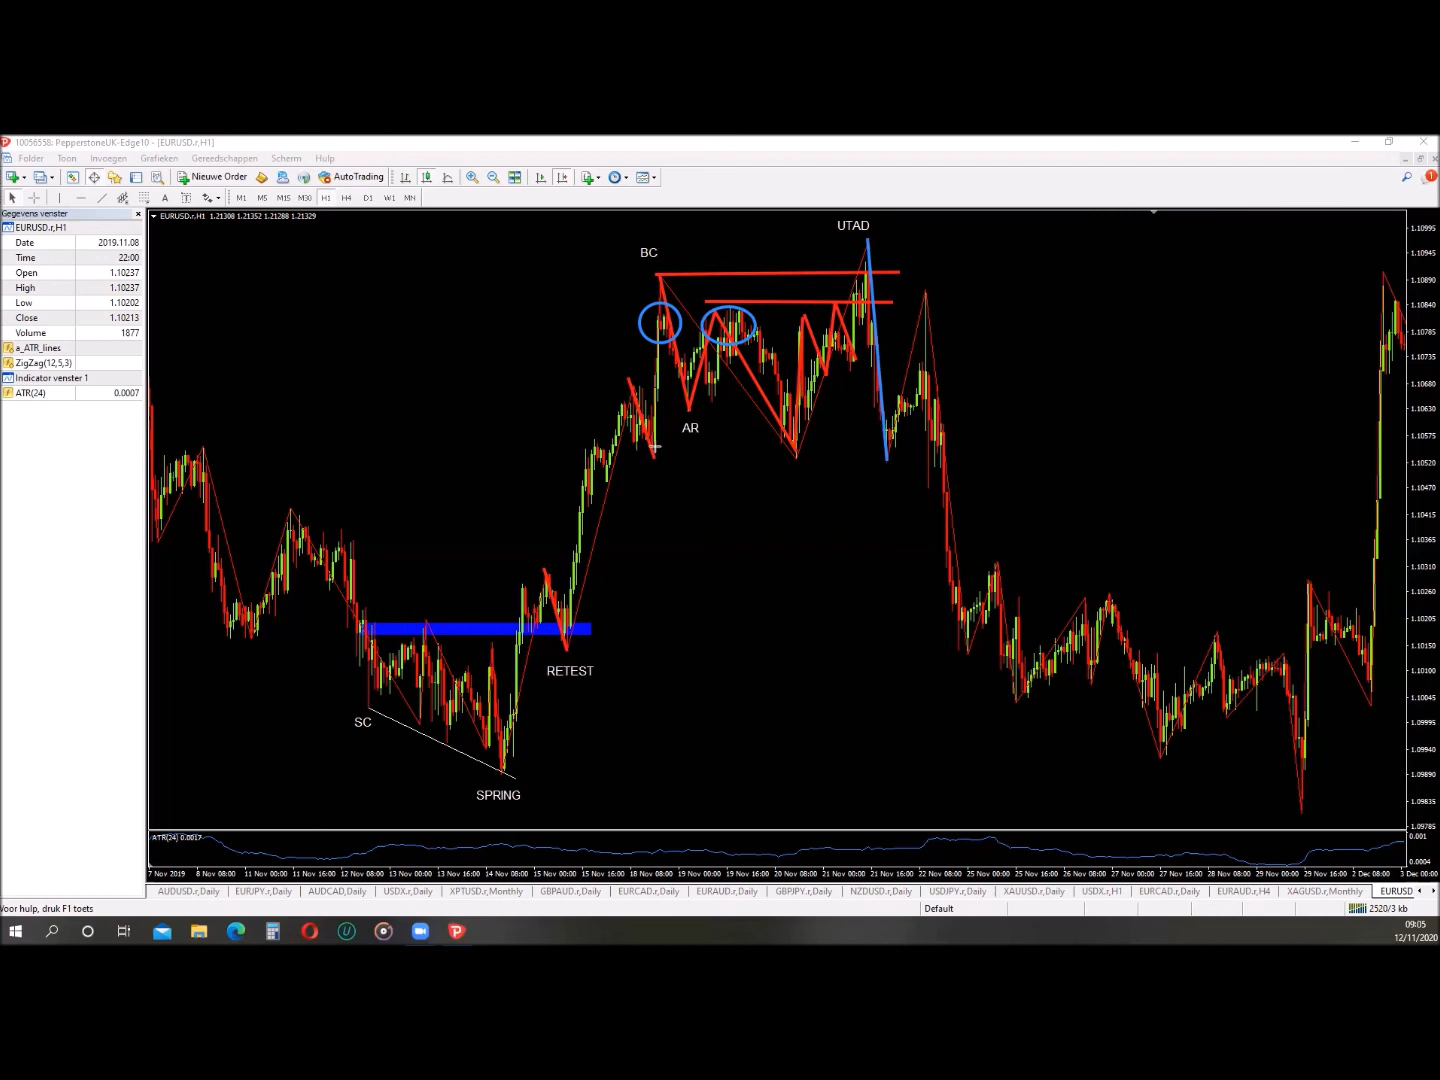 10056558: PepperstoneUK-Edge10 - [EURUSD.r,H1]
Folder Toon Invoegen Grafieken Gereedschappen Scherm Help
Nieuwe Order AutoTrading
1
A T M1 M5 M15 M30 H1 H4 D1 W1 MN
Gegevens venster
EURUSD.r,H1
Date 2019.11.08
Time 22:00
Open 1.10237
High 1.10237
Low 1.10202
Close 1.10213
Volume 1877
a_ATR_lines
ZigZag(12,5,3)
Indicator venster 1
ATR(24) 0.0007
EURUSD.r,H1 1.21308 1.21352 1.21288 1.21329
UTAD
BC
AR
RETEST
SC
SPRING
1.10995
1.10945
1.10890
1.10840
1.10785
1.10735
1.10680
1.10630
1.10575
1.10520
1.10470
1.10415
1.10365
1.10310
1.10260
1.10205
1.10150
1.10100
1.10045
1.09995
1.09940
1.09890
1.09835
1.09785
ATR(24) 0.0017
0.001
0.0004
7 Nov 2019 8 Nov 08:00 11 Nov 00:00 11 Nov 16:00 12 Nov 08:00 13 Nov 00:00 13 Nov 16:00 14 Nov 08:00 15 Nov 00:00 15 Nov 16:00 18 Nov 08:00 19 Nov 00:00 19 Nov 16:00 20 Nov 08:00 21 Nov 00:00 21 Nov 16:00 22 Nov 08:00 25 Nov 00:00 25 Nov 16:00 26 Nov 08:00 27 Nov 00:00 27 Nov 16:00 28 Nov 08:00 29 Nov 00:00 29 Nov 16:00 2 Dec 08:00 3 Dec 00:00
AUDUSD.r,Daily EURJPY.r,Daily AUDCAD,Daily USDX.r,Daily XPTUSD.r,Monthly GBPAUD.r,Daily EURCAD.r,Daily EURAUD.r,Daily GBPJPY.r,Daily NZDUSD.r,Daily USDJPY.r,Daily XAUUSD.r,Daily USDX.r,H1 EURCAD.r,Daily EURAUD.r,H4 XAGUSD.r,Monthly EURUSD
Voor hulp, druk F1 toets Default 2520/3 kb
09:05
12/11/2020